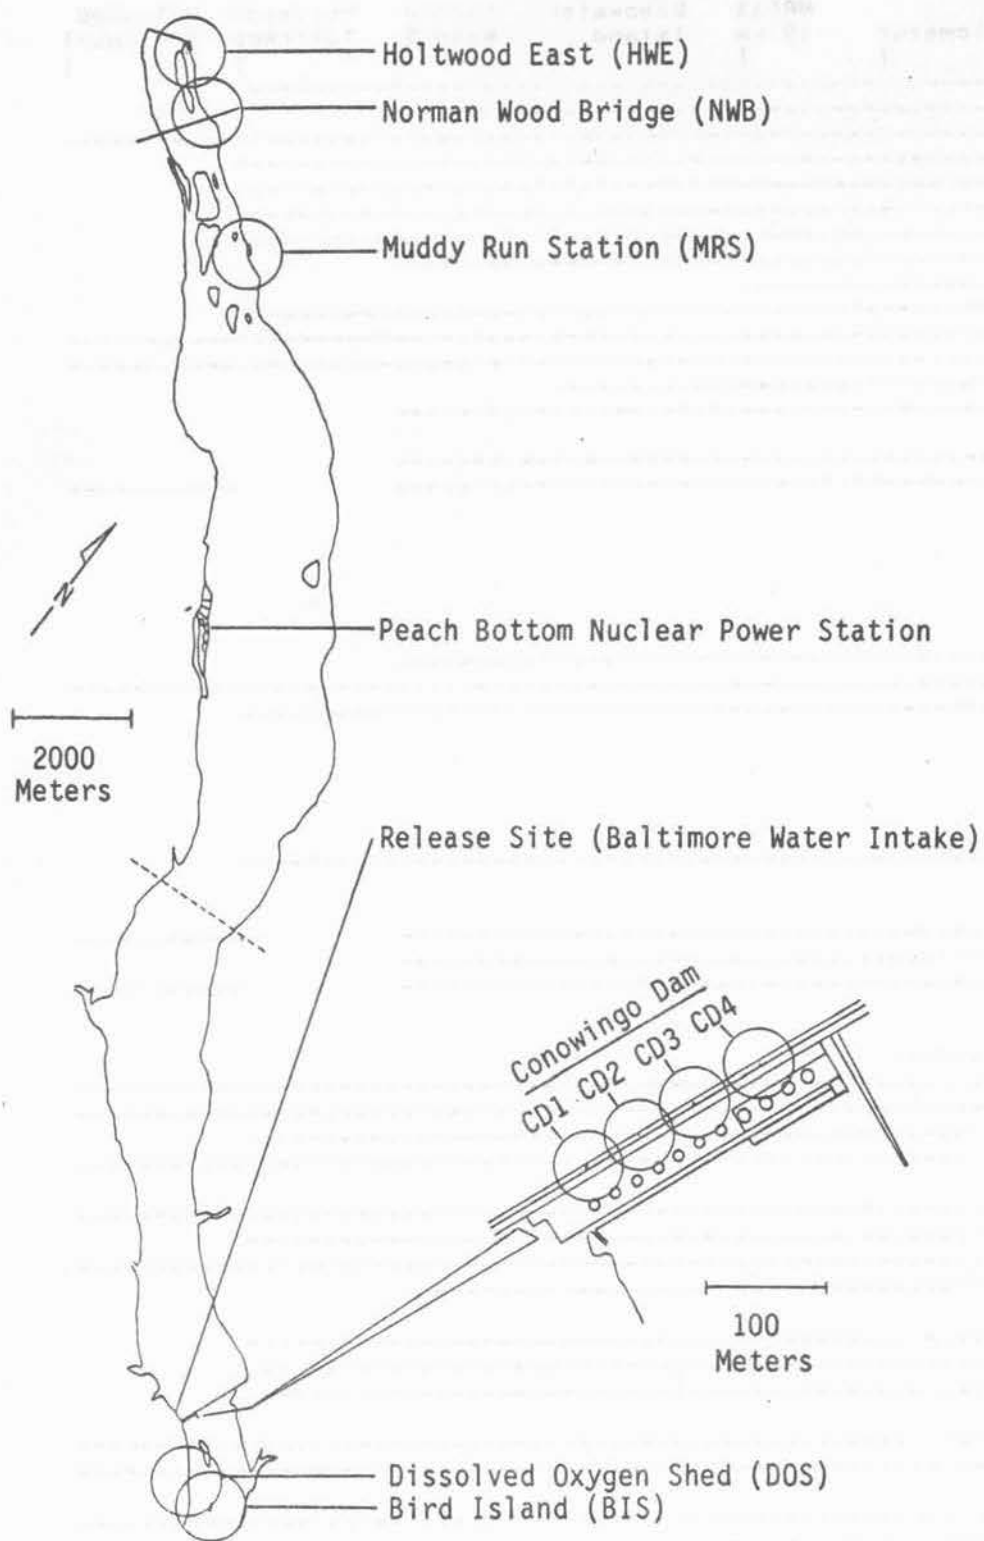 Holtwood East (HWE)
Norman Wood Bridge (NWB)
Muddy Run Station (MRS)
N
Peach Bottom Nuclear Power Station
2000
Meters
Release Site (Baltimore Water Intake)
Conowingo Dam
CD1 CD2 CD3 CD4
100
Meters
Dissolved Oxygen Shed (DOS)
Bird Island (BIS)